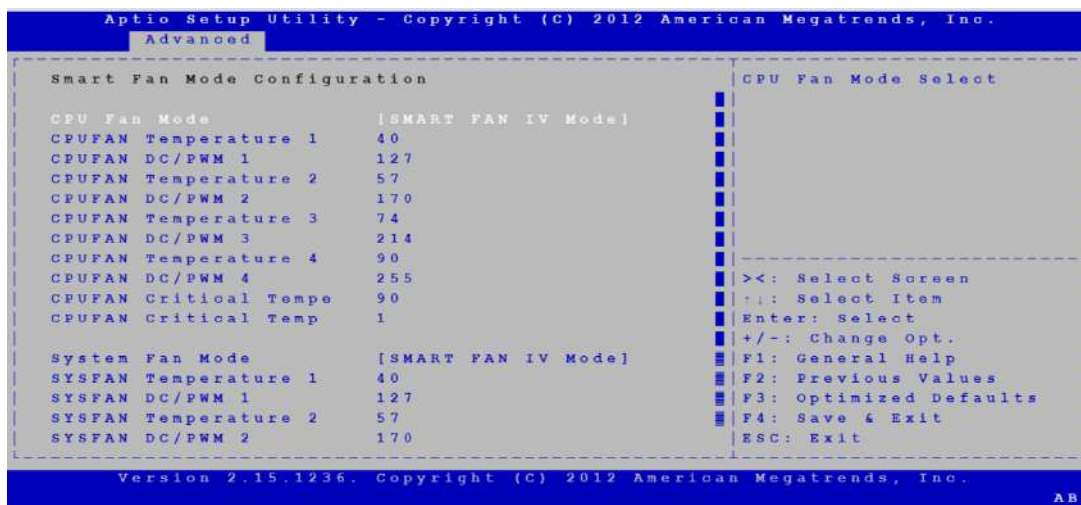 Aptio Setup Utility - Copyright (C) 2012 American Megatrends, Inc.
Advanced
Smart Fan Mode Configuration
CPU Fan Mode [SMART FAN IV Mode]
CPUFAN Temperature 1 40
CPUFAN DC/PWM 1 127
CPUFAN Temperature 2 57
CPUFAN DC/PWM 2 170
CPUFAN Temperature 3 74
CPUFAN DC/PWM 3 214
CPUFAN Temperature 4 90
CPUFAN DC/PWM 4 255
CPUFAN Critical Tempe 90
CPUFAN Critical Temp 1
System Fan Mode [SMART FAN IV Mode]
SYSFAN Temperature 1 40
SYSFAN DC/PWM 1 127
SYSFAN Temperature 2 57
SYSFAN DC/PWM 2 170
CPU Fan Mode Select
><: Select Screen
↑↓: Select Item
Enter: Select
+/-: Change Opt.
F1: General Help
F2: Previous Values
F3: Optimized Defaults
F4: Save & Exit
ESC: Exit
Version 2.15.1236. Copyright (C) 2012 American Megatrends, Inc.
AB